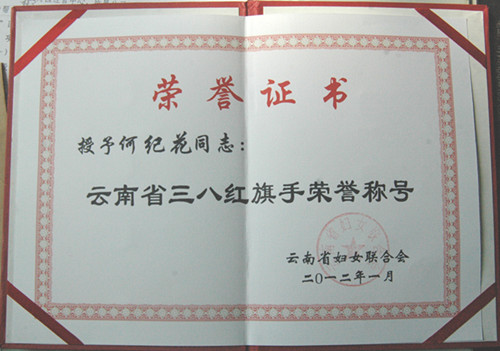 荣誉证书
授予何纪花同志：
云南省三八红旗手荣誉称号
云南省妇女联合会
二〇一二年一月